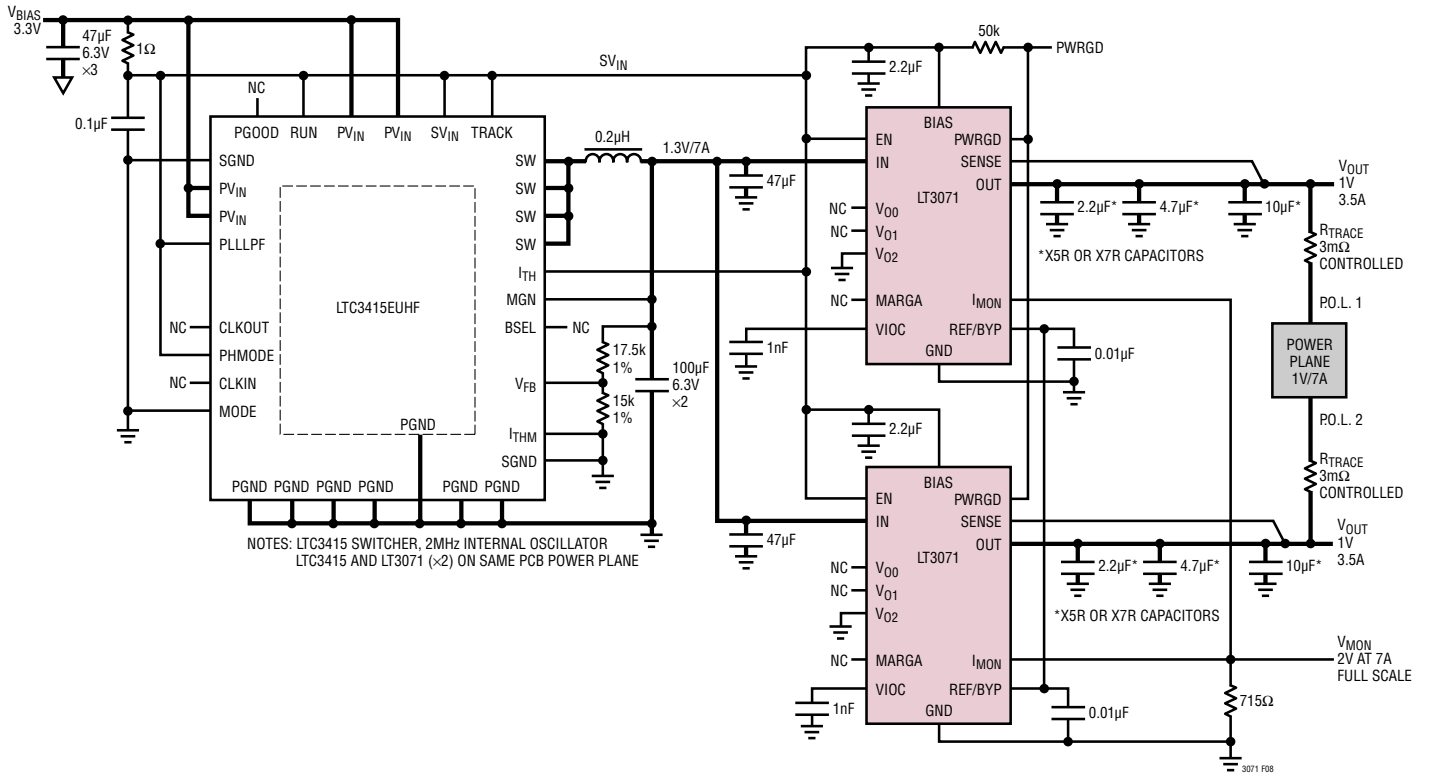 VBIAS
3.3V
47µF
6.3V
×3
1Ω
0.1µF
NC
SVIN
PGOOD
RUN
PVIN
PVIN
SVIN
TRACK
SGND
PVIN
PVIN
PLLLPF
NC
CLKOUT
PHMODE
NC
CLKIN
MODE
LTC3415EUHF
PGND
PGND
PGND
PGND
PGND
PGND
PGND
SW
SW
SW
SW
ITH
MGN
BSEL
NC
VFB
ITHM
SGND
0.2µH
1.3V/7A
17.5k
1%
15k
1%
100µF
6.3V
×2
NOTES: LTC3415 SWITCHER, 2MHz INTERNAL OSCILLATOR
LTC3415 AND LT3071 (×2) ON SAME PCB POWER PLANE
50k
PWRGD
2.2µF
47µF
BIAS
EN
PWRGD
IN
SENSE
OUT
LT3071
NC
VO0
NC
VO1
VO2
NC
MARGA
IMON
VIOC
REF/BYP
GND
1nF
0.01µF
2.2µF*
4.7µF*
10µF*
*X5R OR X7R CAPACITORS
VOUT
1V
3.5A
RTRACE
3mΩ
CONTROLLED
P.O.L. 1
POWER
PLANE
1V/7A
P.O.L. 2
RTRACE
3mΩ
CONTROLLED
2.2µF
47µF
BIAS
EN
PWRGD
IN
SENSE
OUT
LT3071
NC
VO0
NC
VO1
VO2
NC
MARGA
IMON
VIOC
REF/BYP
GND
1nF
0.01µF
2.2µF*
4.7µF*
10µF*
*X5R OR X7R CAPACITORS
VOUT
1V
3.5A
VMON
2V AT 7A
FULL SCALE
715Ω
3071 F08